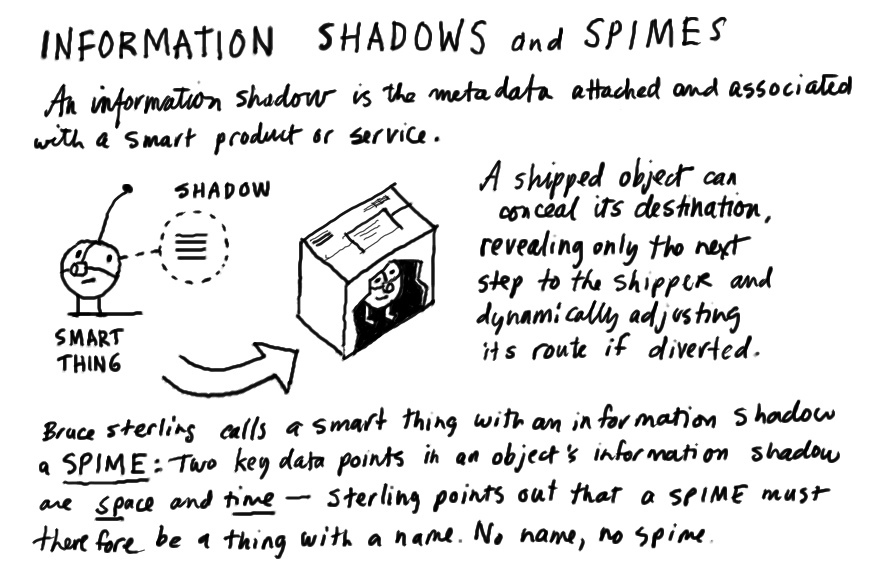 INFORMATION SHADOWS and SPIMES
An information shadow is the metadata attached and associated
with a smart product or service.
SHADOW
SMART
THING
A shipped object can
conceal its destination,
revealing only the next
step to the shipper and
dynamically adjusting
its route if diverted.
Bruce Sterling calls a smart thing with an information shadow
a SPIME: Two key data points in an object's information shadow
are space and time — Sterling points out that a SPIME must
therefore be a thing with a name. No name, no spime.